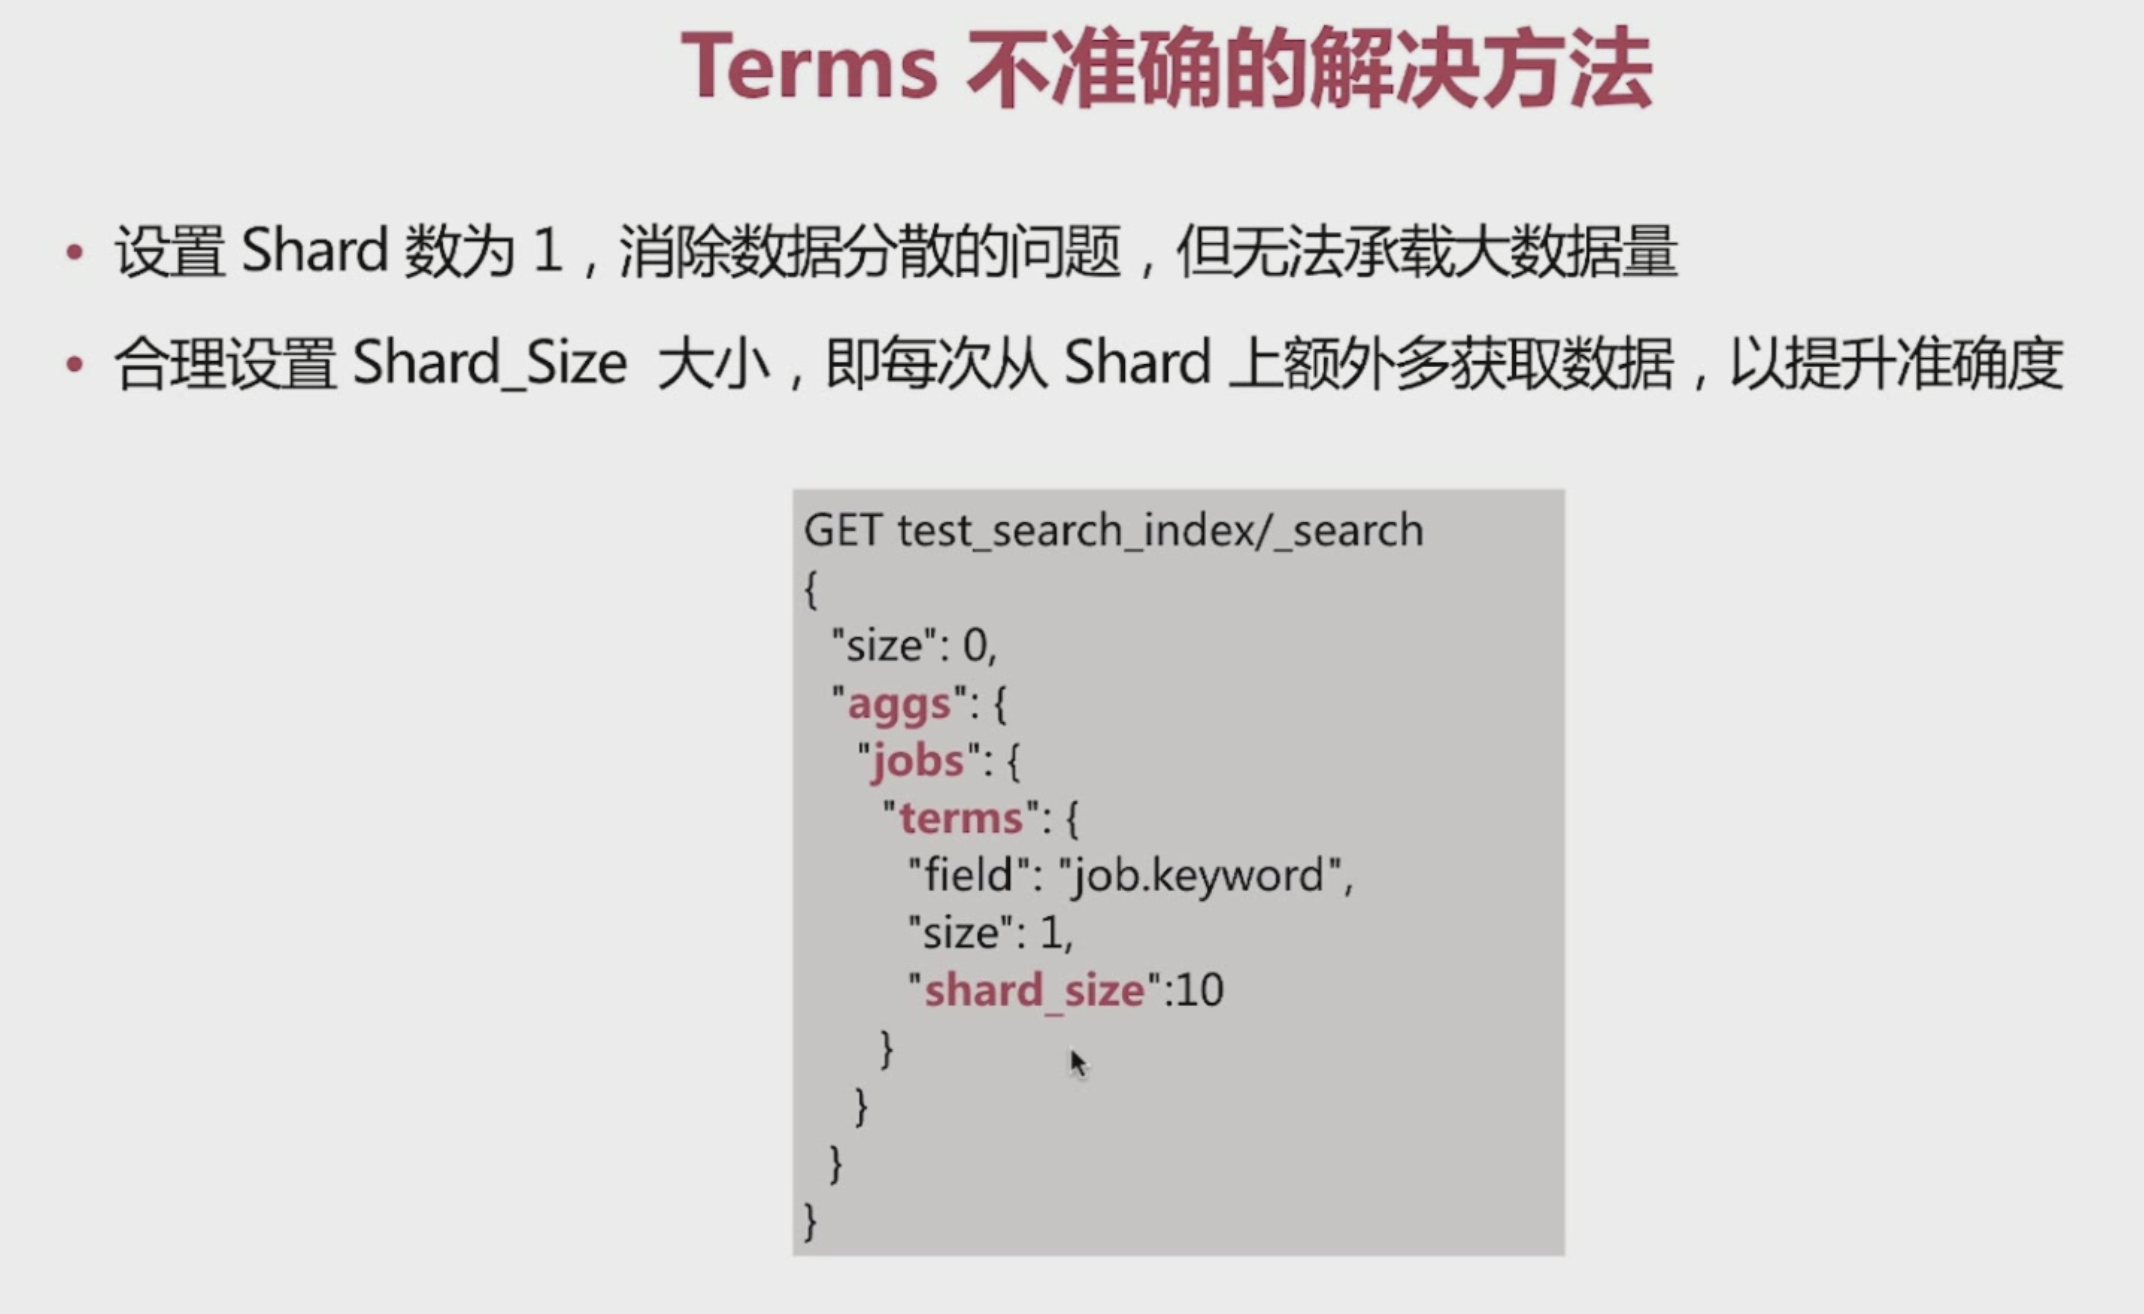 Terms 不准确的解决方法
• 设置 Shard 数为 1，消除数据分散的问题，但无法承载大数据量
• 合理设置 Shard_Size 大小，即每次从 Shard 上额外多获取数据，以提升准确度
GET test_search_index/_search
{
"size": 0,
"aggs": {
"jobs": {
"terms": {
"field": "job.keyword",
"size": 1,
"shard_size":10
}
}
}
}